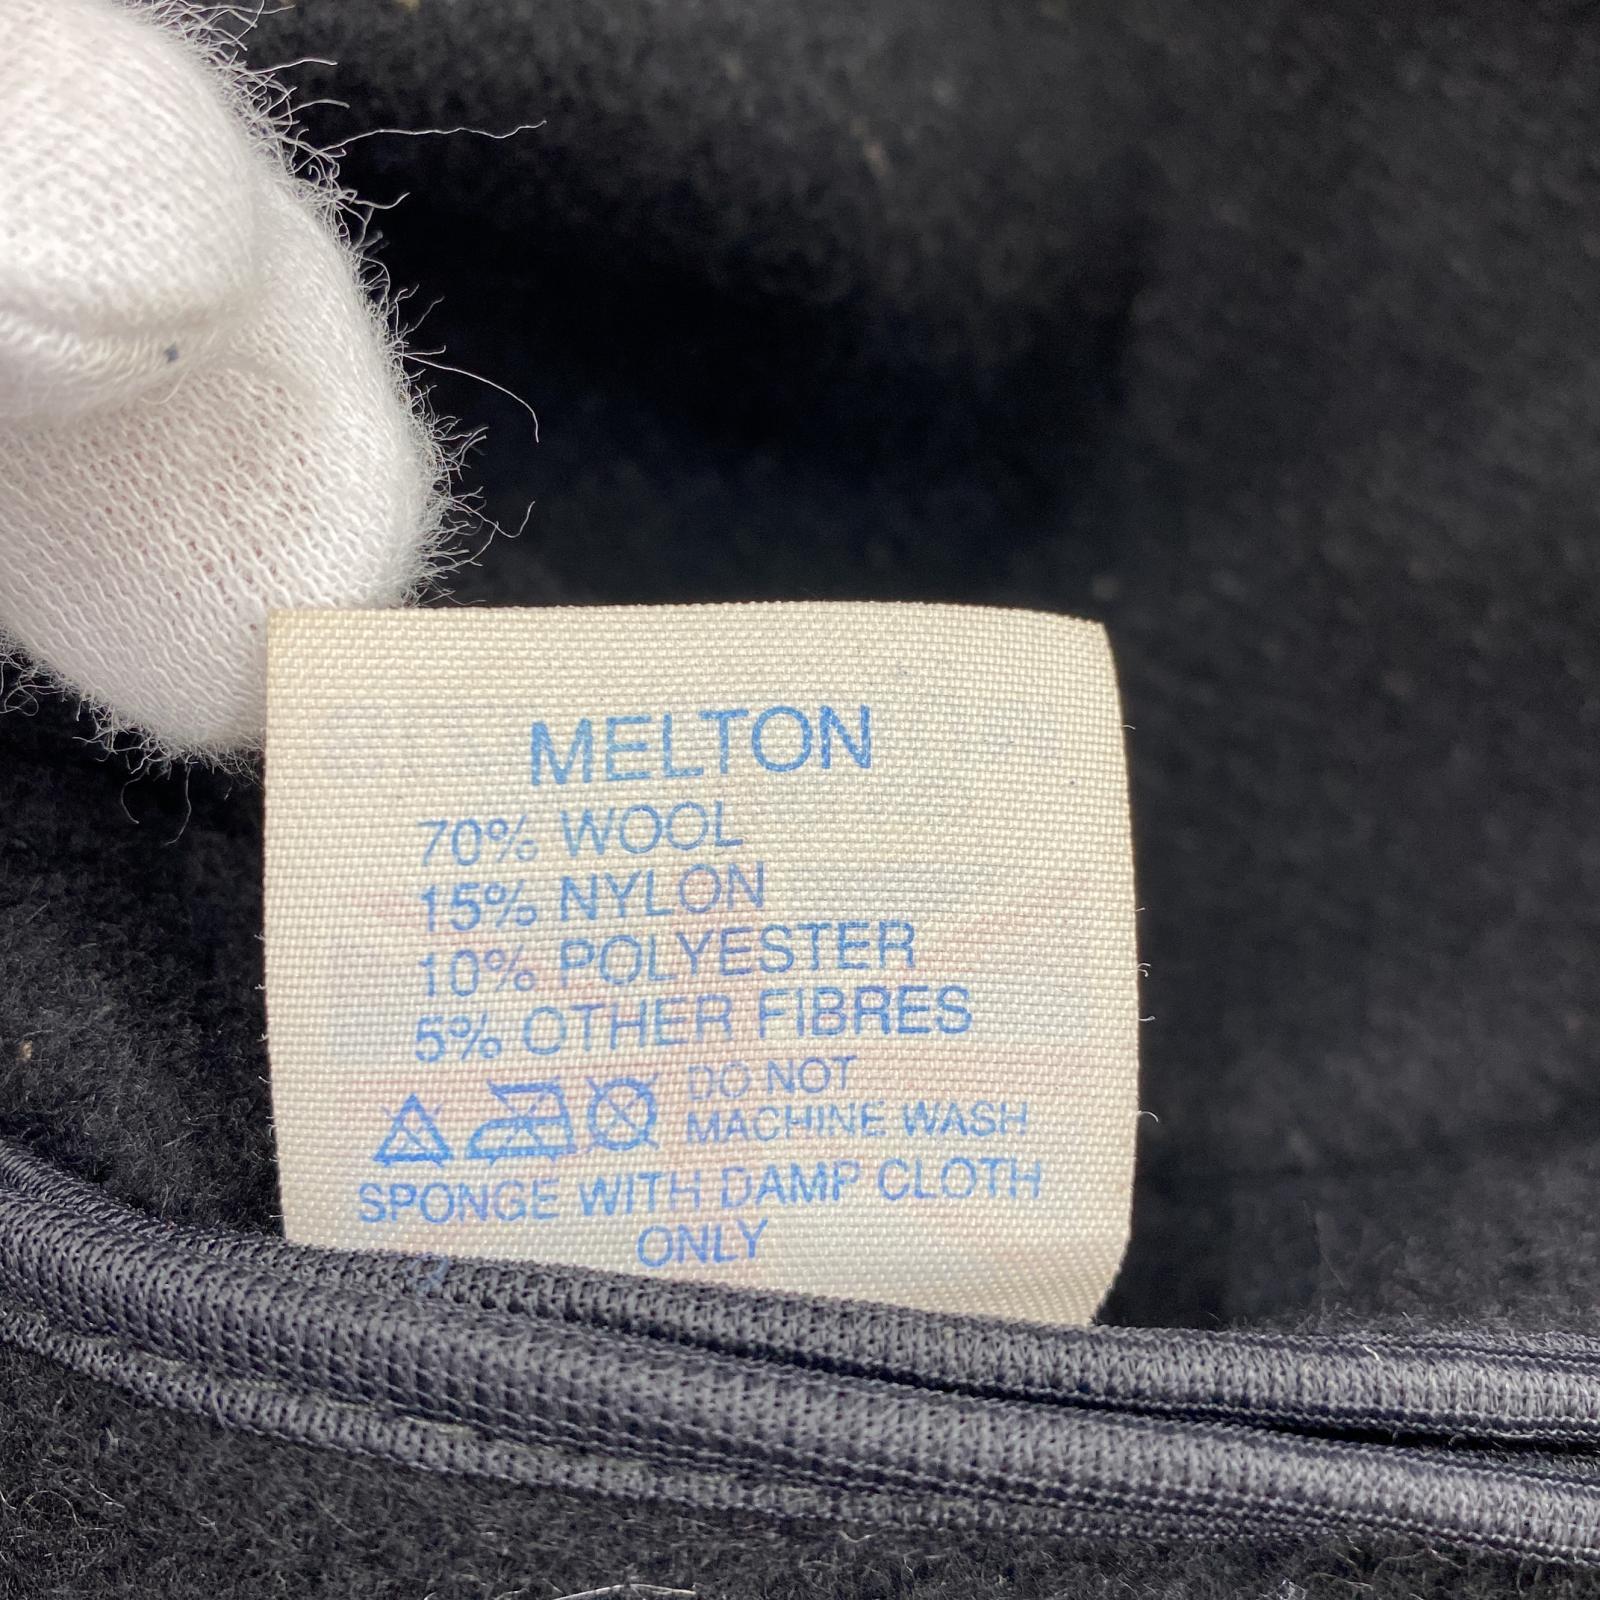 MELTON
70% WOOL
15% NYLON
10% POLYESTER
5% OTHER FIBRES
DO NOT
MACHINE WASH
SPONGE WITH DAMP CLOTH
ONLY